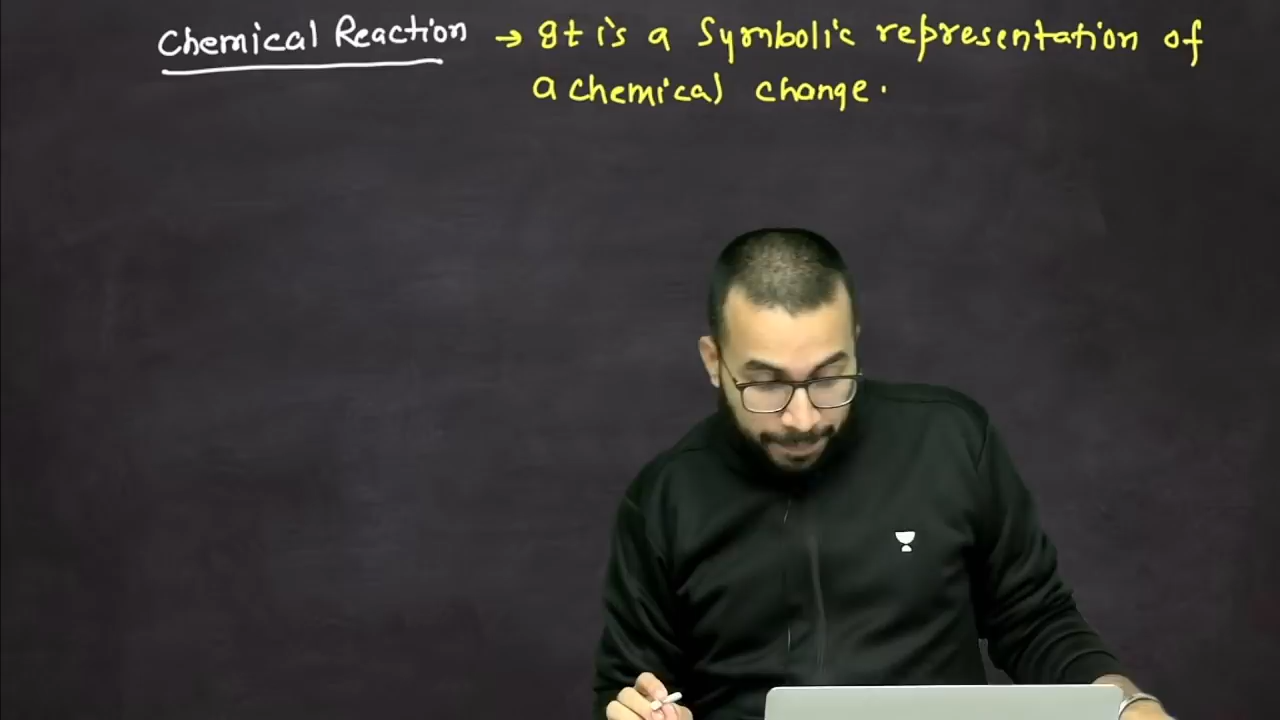 Chemical Reaction → It is a Symbolic representation of
a chemical change.